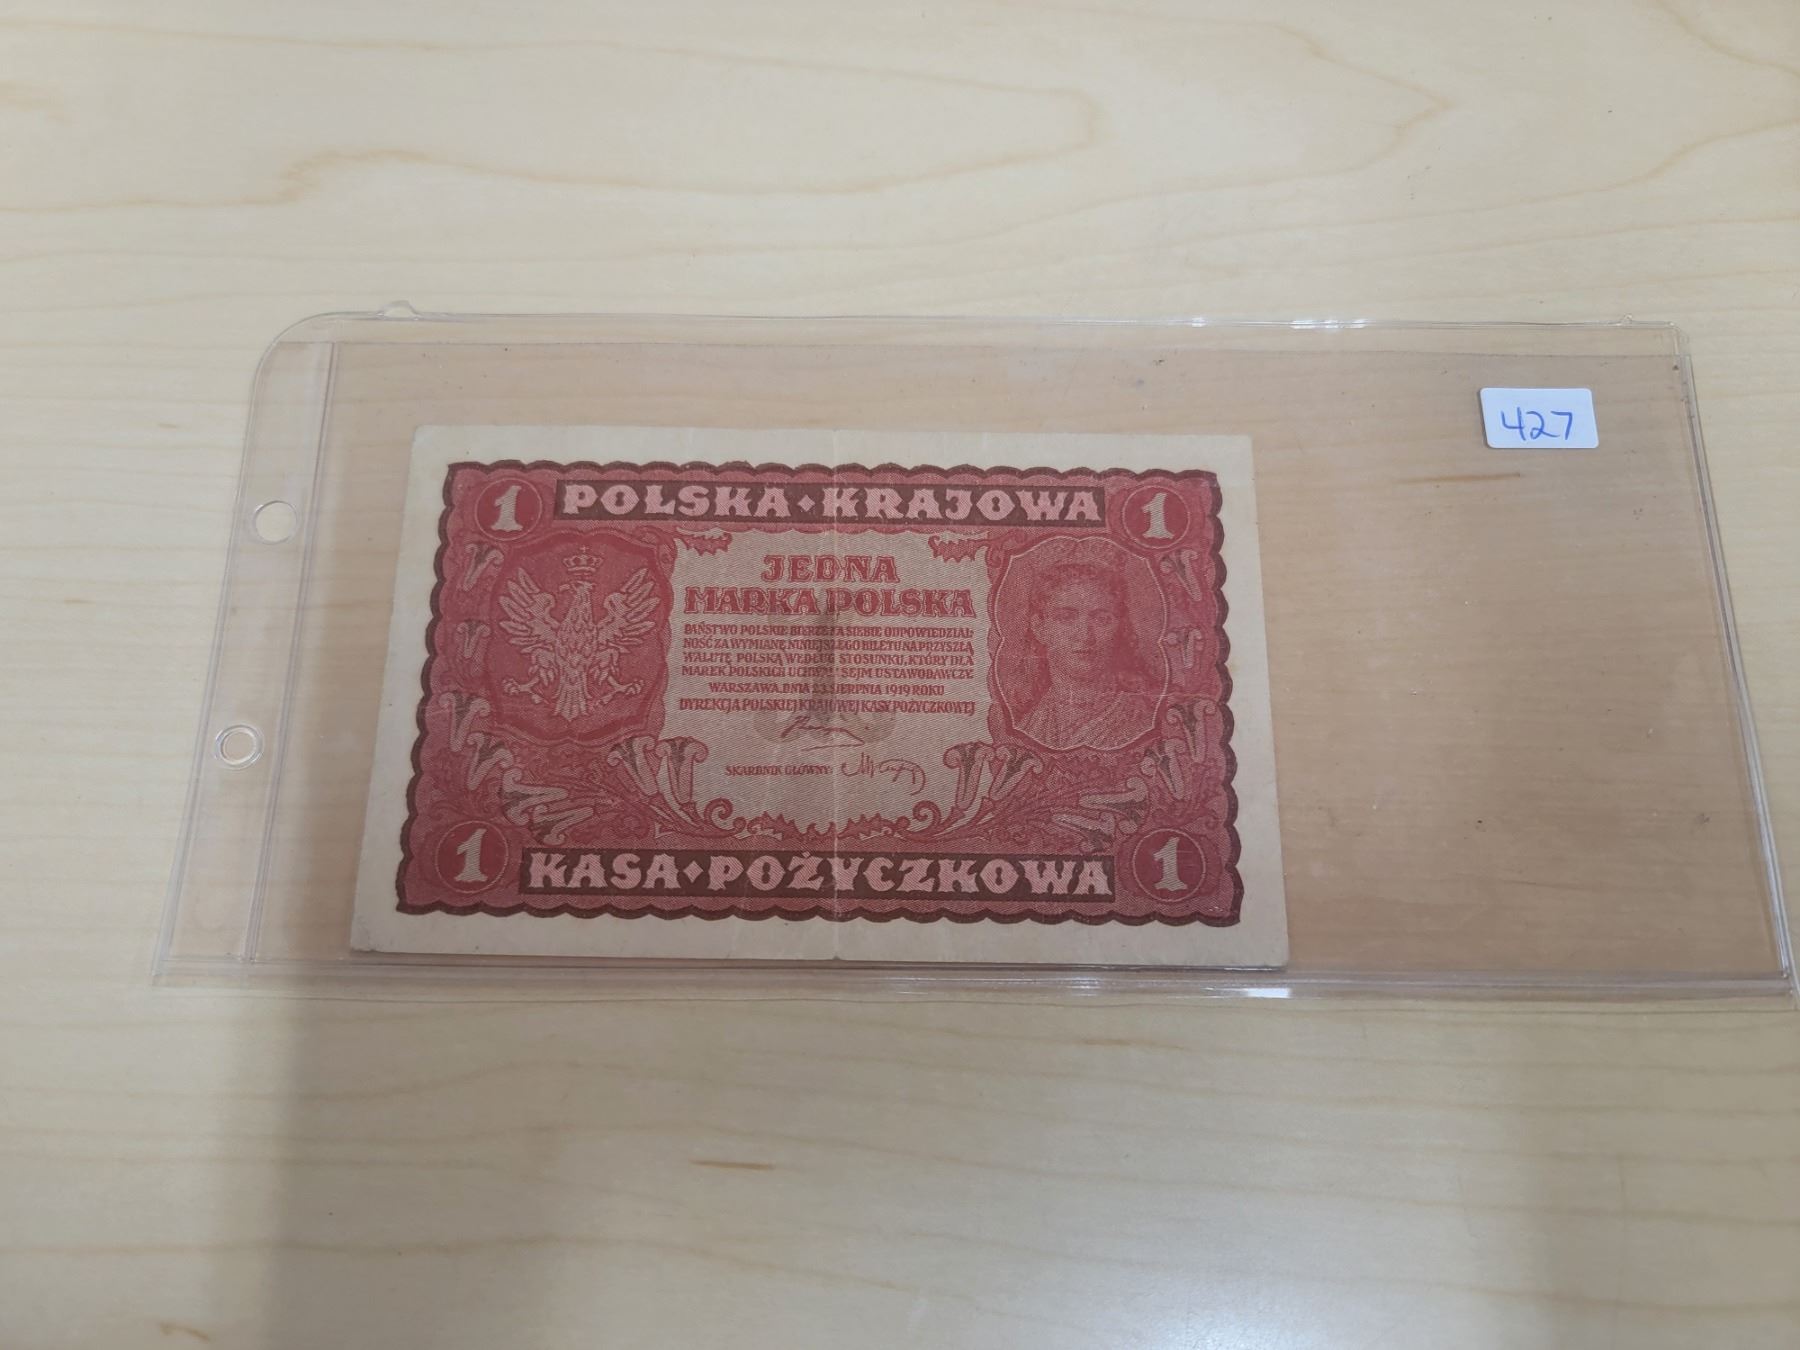 427
1 POLSKA KRAJOWA 1
JEDNA
MARKA POLSKA
PAŃSTWO POLSKIE BIERZE NA SIEBIE ODPOWIEDZIAL-
NOŚĆ ZA WYMIANĘ NINIEJSZEGO BILETU NA PRZYSZŁĄ
WALUTĘ POLSKĄ WEDŁUG STOSUNKU, KTÓRY DLA
MAREK POLSKICH UCHWALI SEJM USTAWODAWCZY.
WARSZAWA, DNIA 23 SIERPNIA 1919 ROKU
DYREKCJA POLSKIEJ KRAJOWEJ KASY POŻYCZKOWEJ
SKARBNIK GŁÓWNY:
1 KASA POŻYCZKOWA 1